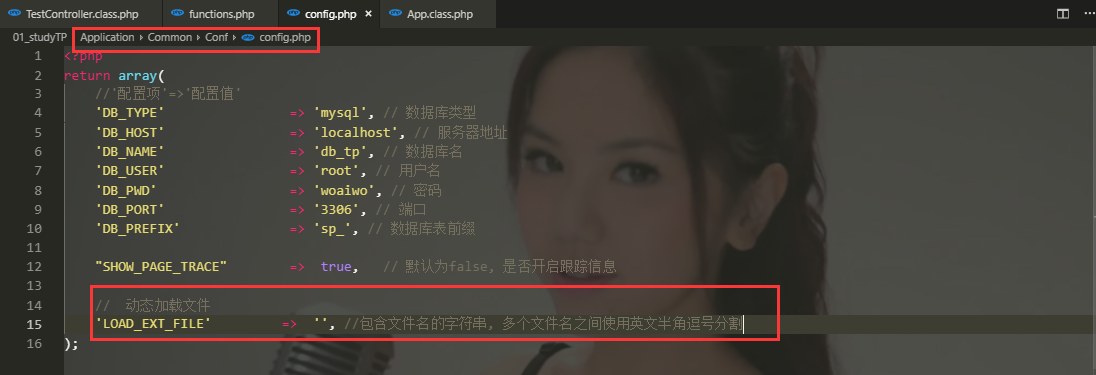 TestController.class.php functions.php config.php × App.class.php
01_studyTP Application › Common › Conf › config.php
1 <?php
2 return array(
3 //'配置项'=>'配置值'
4 'DB_TYPE' => 'mysql', // 数据库类型
5 'DB_HOST' => 'localhost', // 服务器地址
6 'DB_NAME' => 'db_tp', // 数据库名
7 'DB_USER' => 'root', // 用户名
8 'DB_PWD' => 'woaiwo', // 密码
9 'DB_PORT' => '3306', // 端口
10 'DB_PREFIX' => 'sp_', // 数据库表前缀
11
12 "SHOW_PAGE_TRACE" => true, // 默认为false, 是否开启跟踪信息
13
14 // 动态加载文件
15 'LOAD_EXT_FILE' => '', //包含文件名的字符串, 多个文件名之间使用英文半角逗号分割
16 );